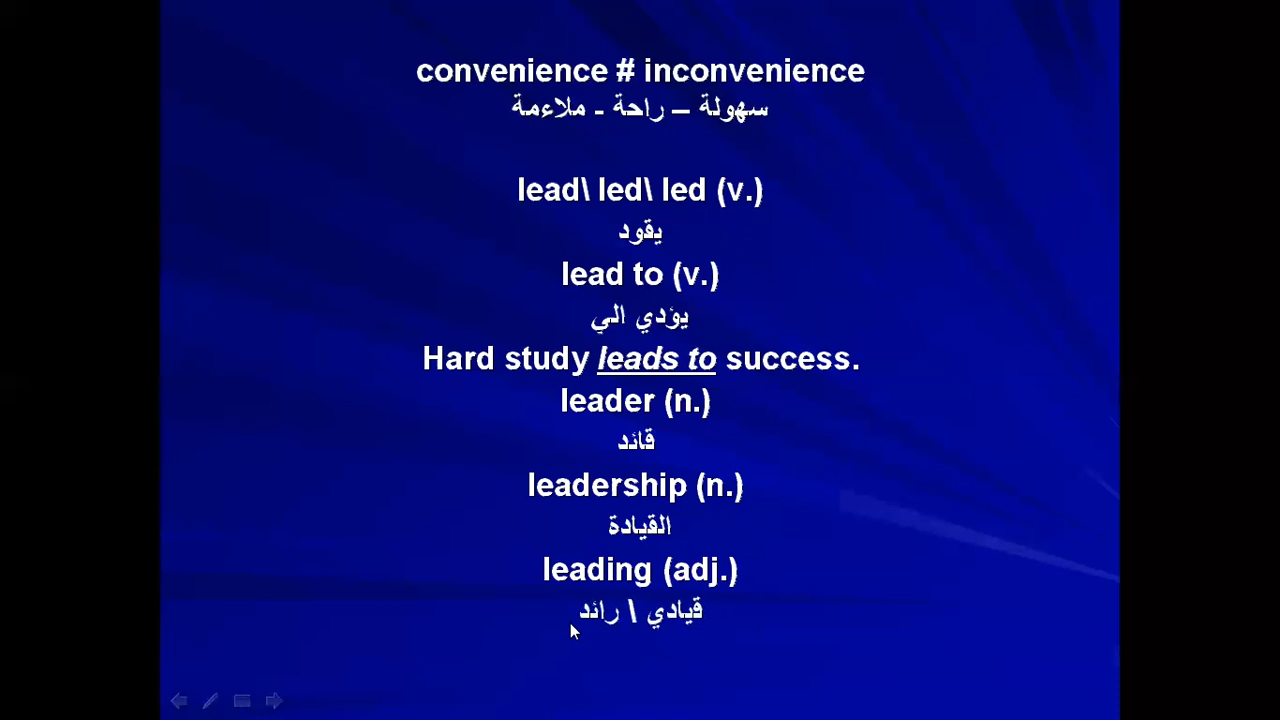 convenience # inconvenience
سهولة – راحة - ملاءمة
lead\ led\ led (v.)
يقود
lead to (v.)
يؤدي الي
Hard study leads to success.
leader (n.)
قائد
leadership (n.)
القيادة
leading (adj.)
قيادي \ رائد